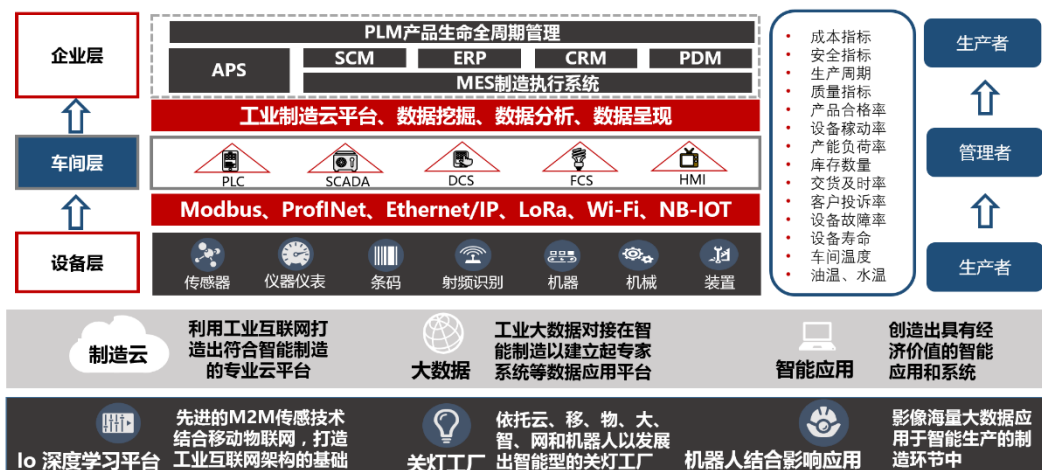 企业层
车间层
设备层
PLM产品生命全周期管理
APS
SCM
ERP
CRM
PDM
MES制造执行系统
工业制造云平台、数据挖掘、数据分析、数据呈现
PLC
SCADA
DCS
FCS
HMI
Modbus、ProfINet、Ethernet/IP、LoRa、Wi-Fi、NB-IOT
传感器
仪器仪表
条码
射频识别
机器
机械
装置
成本指标
安全指标
生产周期
质量指标
产品合格率
设备稼动率
产能负荷率
库存数量
交货及时率
客户投诉率
设备故障率
设备寿命
车间温度
油温、水温
生产者
管理者
生产者
制造云
利用工业互联网打
造出符合智能制造
的专业云平台
大数据
工业大数据对接在智
能制造以建立起专家
系统等数据应用平台
智能应用
创造出具有经
济价值的智能
应用和系统
Io 深度学习平台
先进的M2M传感技术
结合移动物联网，打造
工业互联网架构的基础
关灯工厂
依托云、移、物、大、
智、网和机器人以发展
出智能型的关灯工厂
机器人结合影响应用
影像海量大数据应
用于智能生产的制
造环节中